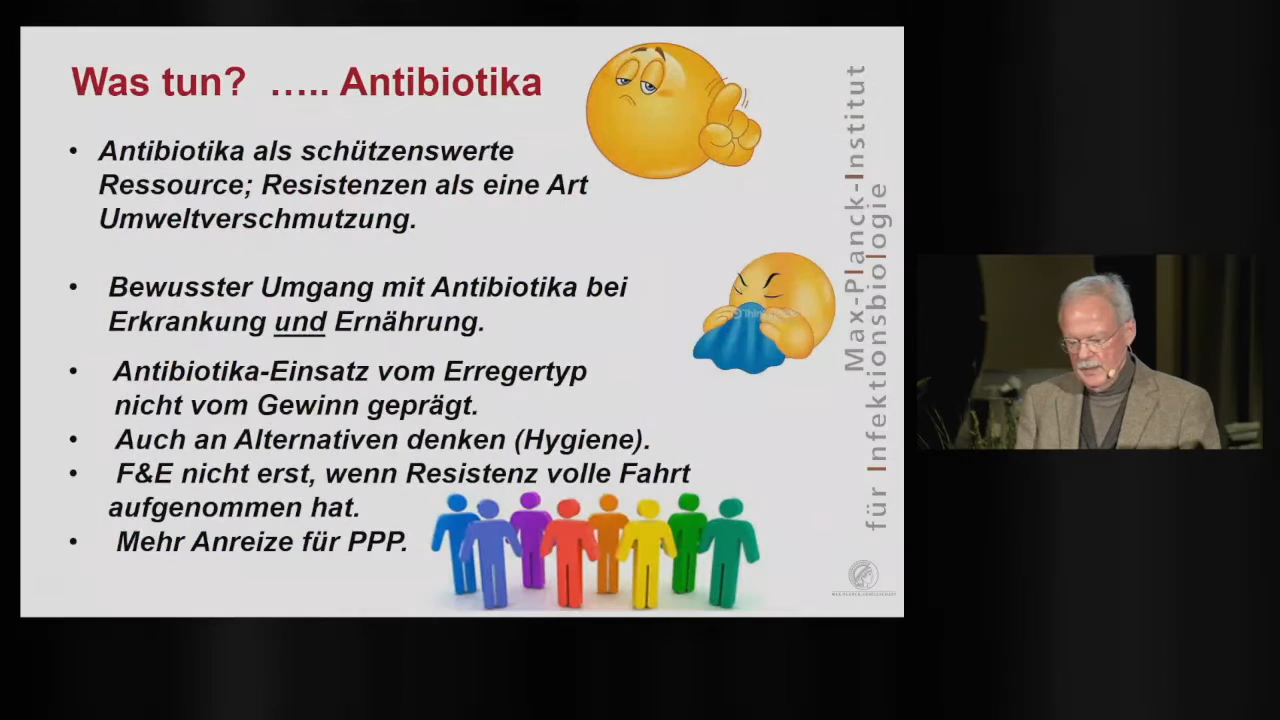 Was tun? ….. Antibiotika
• Antibiotika als schützenswerte
Ressource; Resistenzen als eine Art
Umweltverschmutzung.
• Bewusster Umgang mit Antibiotika bei
Erkrankung und Ernährung.
• Antibiotika-Einsatz vom Erregertyp
nicht vom Gewinn geprägt.
• Auch an Alternativen denken (Hygiene).
• F&E nicht erst, wenn Resistenz volle Fahrt
aufgenommen hat.
• Mehr Anreize für PPP.
Max-Planck-Institut
für Infektionsbiologie